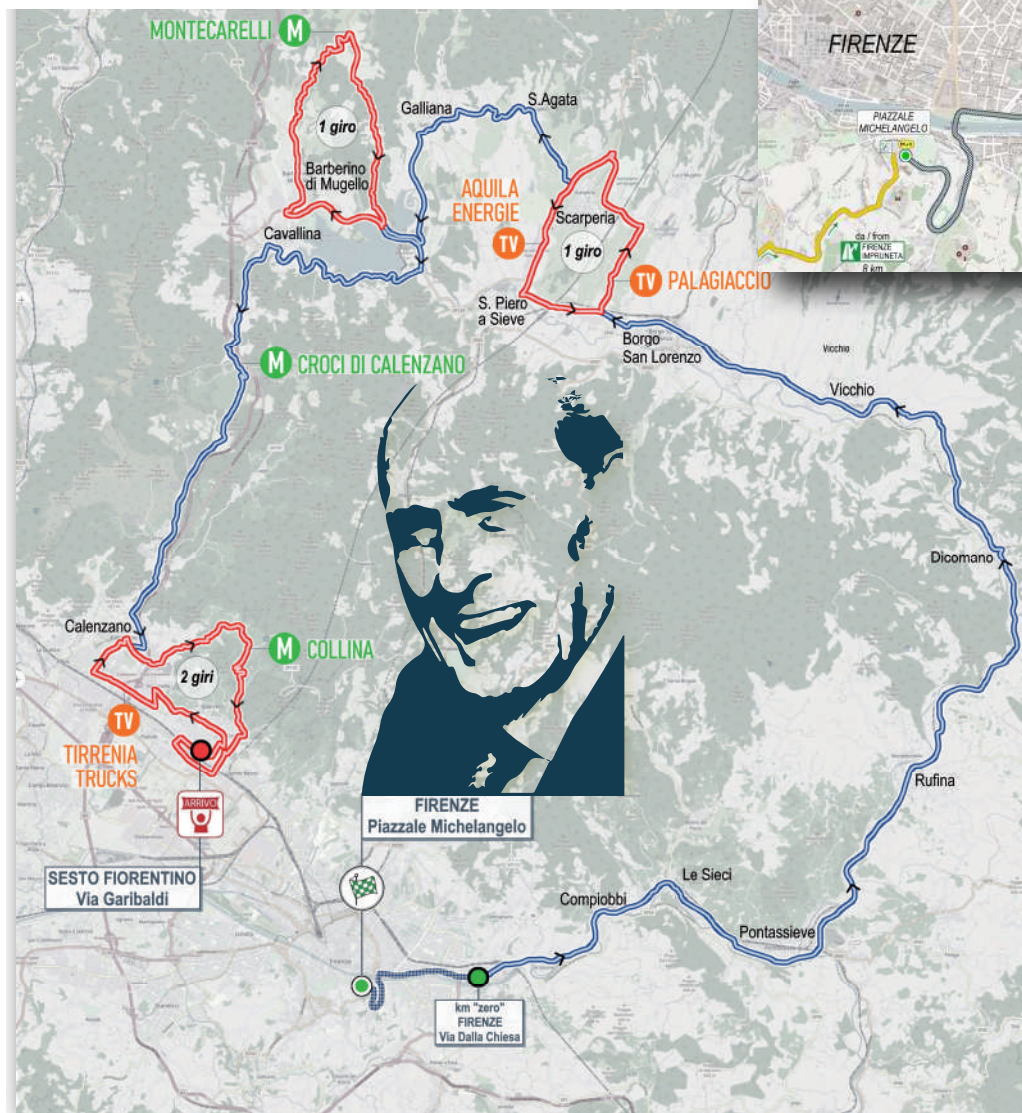 MONTECARELLI M
1 giro
Barberino
di Mugello
Cavallina
Galliana
S.Agata
AQUILA
ENERGIE
TV
Scarperia
1 giro
TV PALAGIACCIO
S. Piero
a Sieve
Borgo
San Lorenzo
Vicchio
Vicchio
M CROCI DI CALENZANO
Dicomano
Calenzano
M COLLINA
2 giri
TV
TIRRENIA
TRUCKS
ARRIVO
SESTO FIORENTINO
Via Garibaldi
FIRENZE
Piazzale Michelangelo
Rufina
Le Sieci
Compiobbi
Pontassieve
km "zero"
FIRENZE
Via Dalla Chiesa
FIRENZE
PIAZZALE
MICHELANGELO
da / from
FIRENZE
IMPRUNETA
8 km